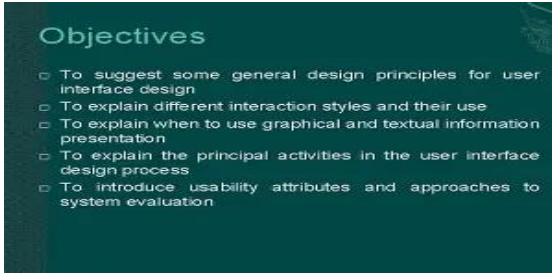 Objectives
To suggest some general design principles for user
interface design
To explain different interaction styles and their use
To explain when to use graphical and textual information
presentation
To explain the principal activities in the user interface
design process
To introduce usability attributes and approaches to
system evaluation